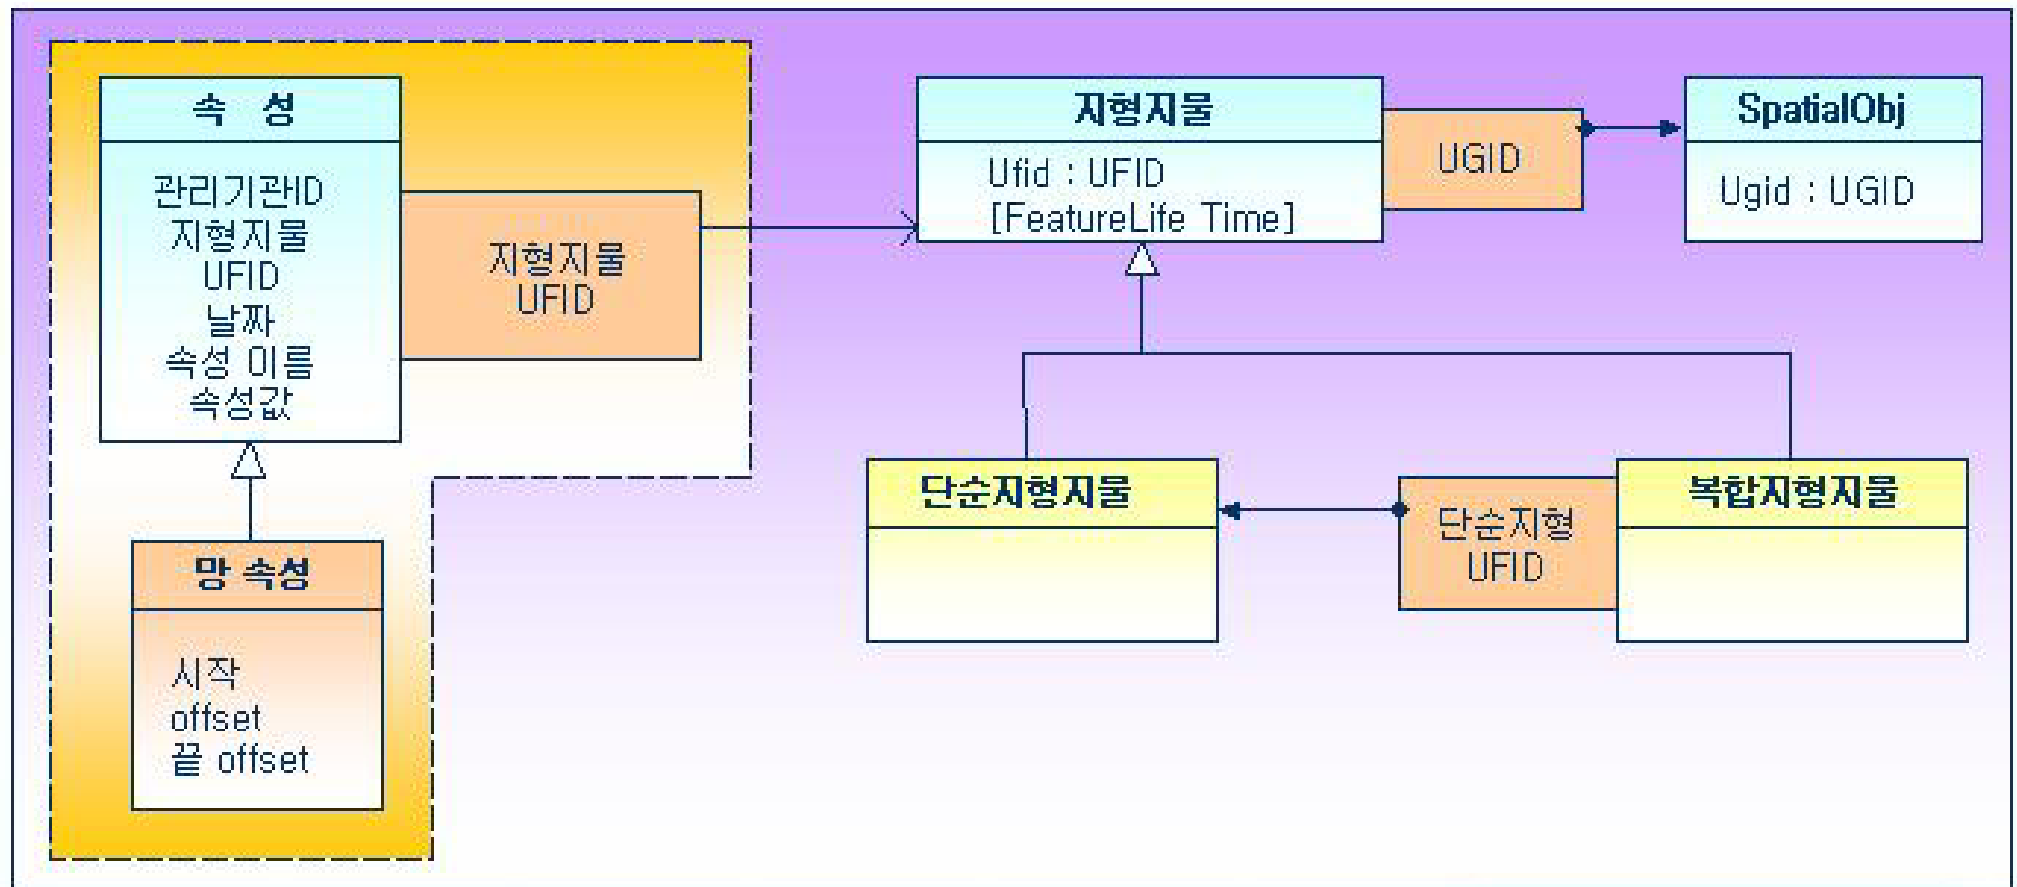 속 성
관리기관ID
지형지물
UFID
날짜
속성 이름
속성값
지형지물
UFID
망 속성
시작
offset
끝 offset
지형지물
Ufid : UFID
[FeatureLife Time]
UGID
SpatialObj
Ugid : UGID
단순지형지물
단순지형
UFID
복합지형지물